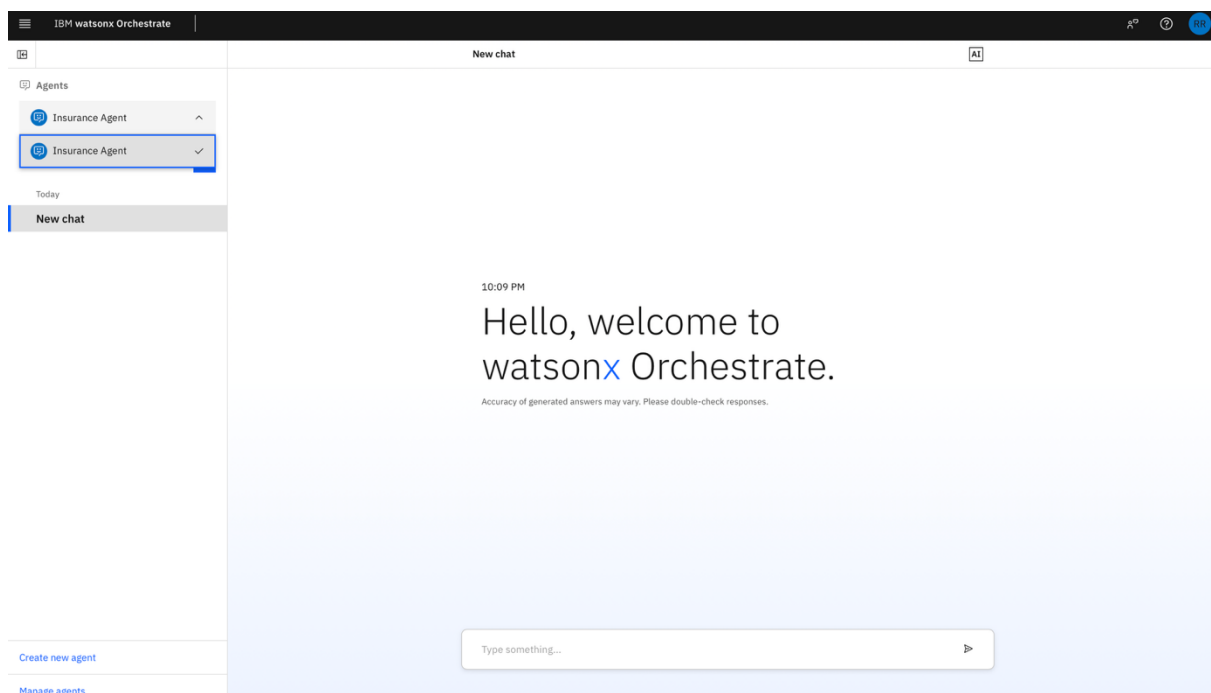 IBM watsonx Orchestrate
RR
New chat
AI
Agents
Insurance Agent
Insurance Agent
Today
New chat
10:09 PM
Hello, welcome to
watsonx Orchestrate.
Accuracy of generated answers may vary. Please double-check responses.
Type something...
Create new agent
Manage agents